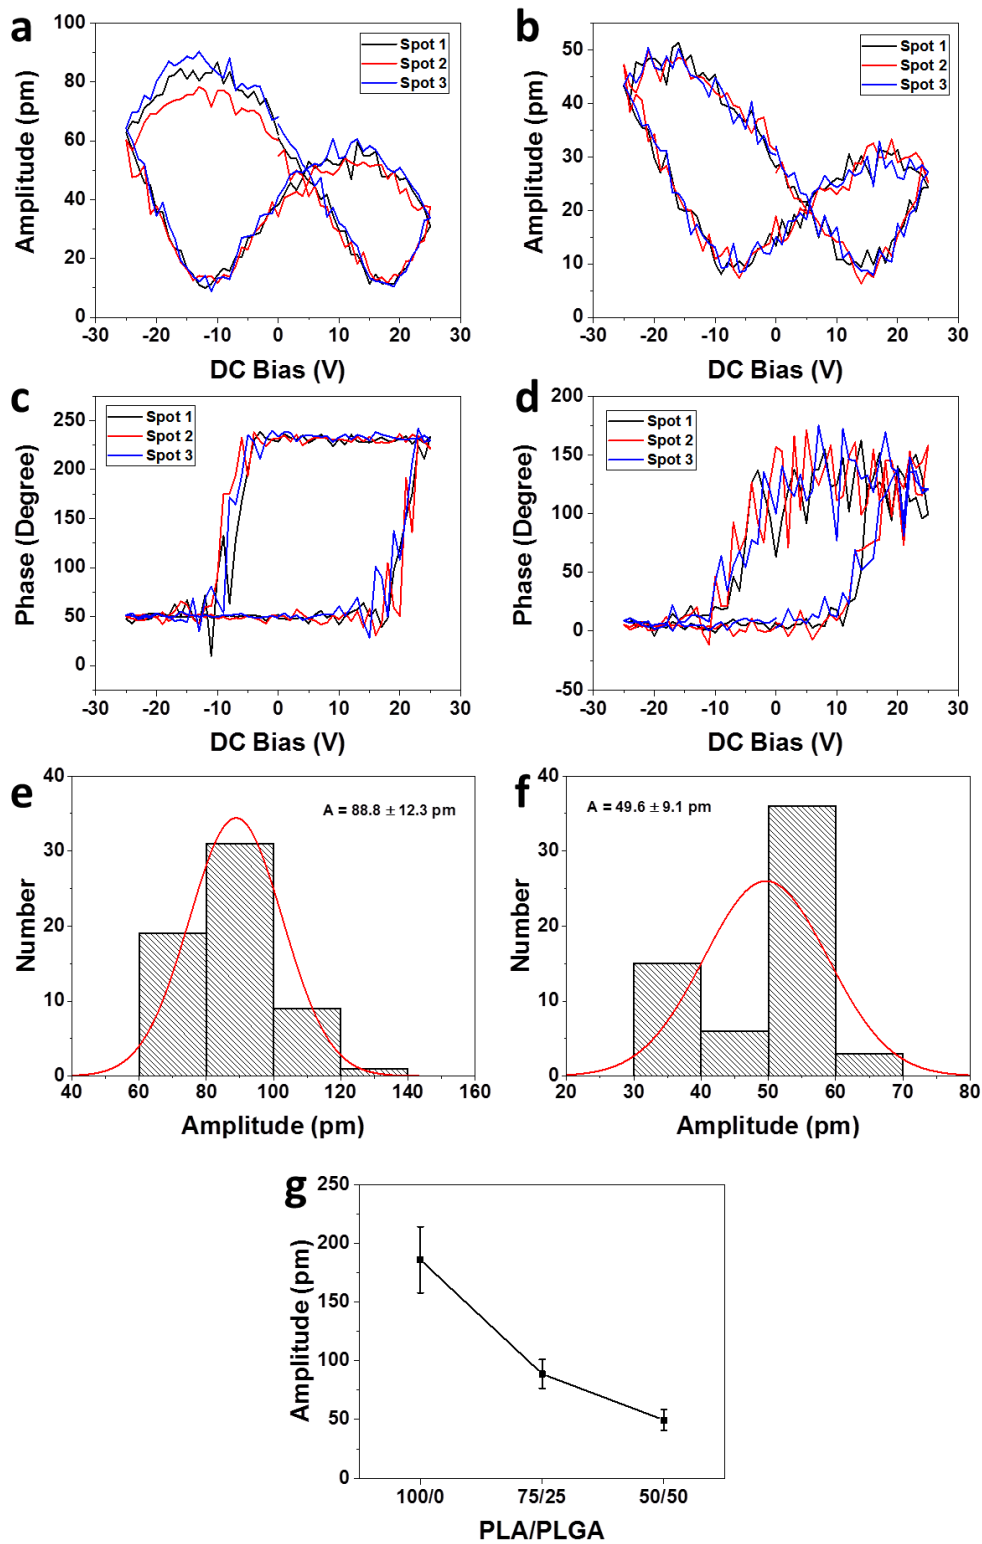 a
Amplitude (pm)
100
80
60
40
20
0
Spot 1
Spot 2
Spot 3
-30 -20 -10 0 10 20 30
DC Bias (V)
b
Amplitude (pm)
50
40
30
20
10
0
Spot 1
Spot 2
Spot 3
-30 -20 -10 0 10 20 30
DC Bias (V)
c
Phase (Degree)
250
200
150
100
50
0
Spot 1
Spot 2
Spot 3
-30 -20 -10 0 10 20 30
DC Bias (V)
d
Phase (Degree)
200
150
100
50
0
-50
Spot 1
Spot 2
Spot 3
-30 -20 -10 0 10 20 30
DC Bias (V)
e
Number
40
30
20
10
0
A = 88.8 ± 12.3 pm
40 60 80 100 120 140 160
Amplitude (pm)
f
Number
40
30
20
10
0
A = 49.6 ± 9.1 pm
20 30 40 50 60 70 80
Amplitude (pm)
g
Amplitude (pm)
250
200
150
100
50
0
100/0 75/25 50/50
PLA/PLGA